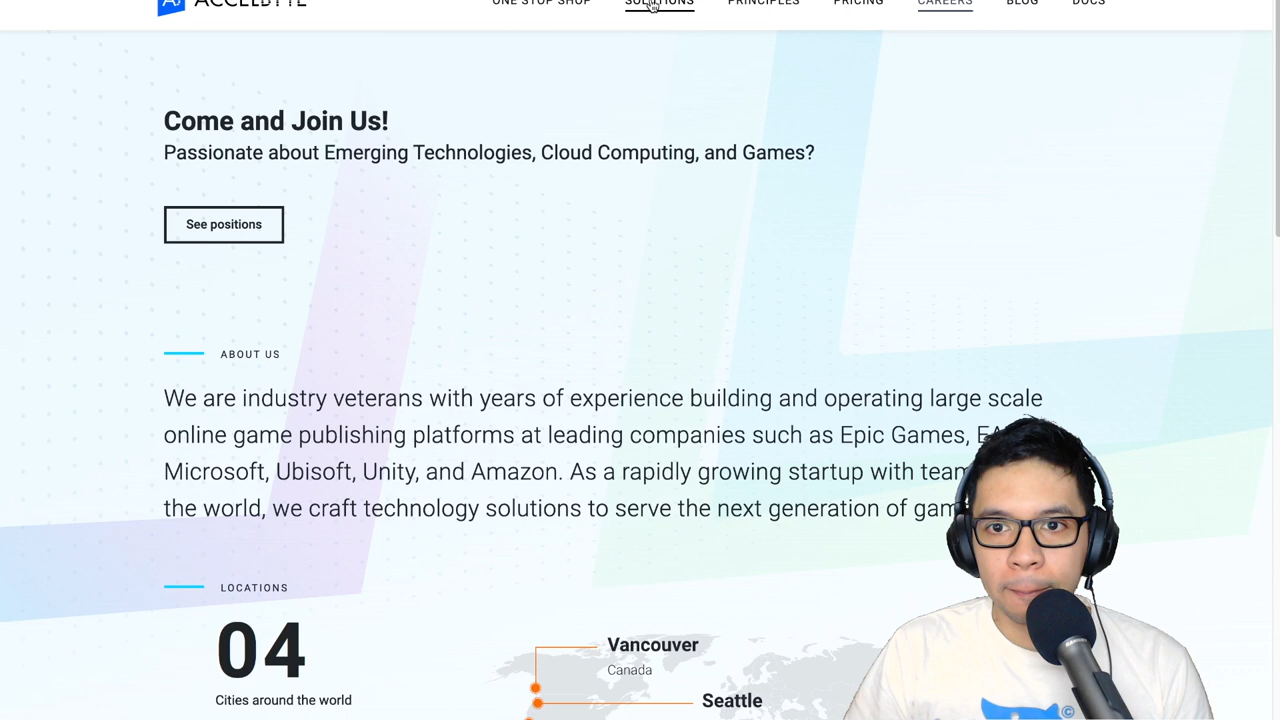 ACCELBYTE
ONE STOP SHOP SOLUTIONS PRINCIPLES PRICING CAREERS BLOG DOCS
Come and Join Us!
Passionate about Emerging Technologies, Cloud Computing, and Games?
See positions
ABOUT US
We are industry veterans with years of experience building and operating large scale
online game publishing platforms at leading companies such as Epic Games,
Microsoft, Ubisoft, Unity, and Amazon. As a rapidly growing startup with
the world, we craft technology solutions to serve the next generation of
LOCATIONS
04
Cities around the world
Vancouver
Canada
Seattle
©